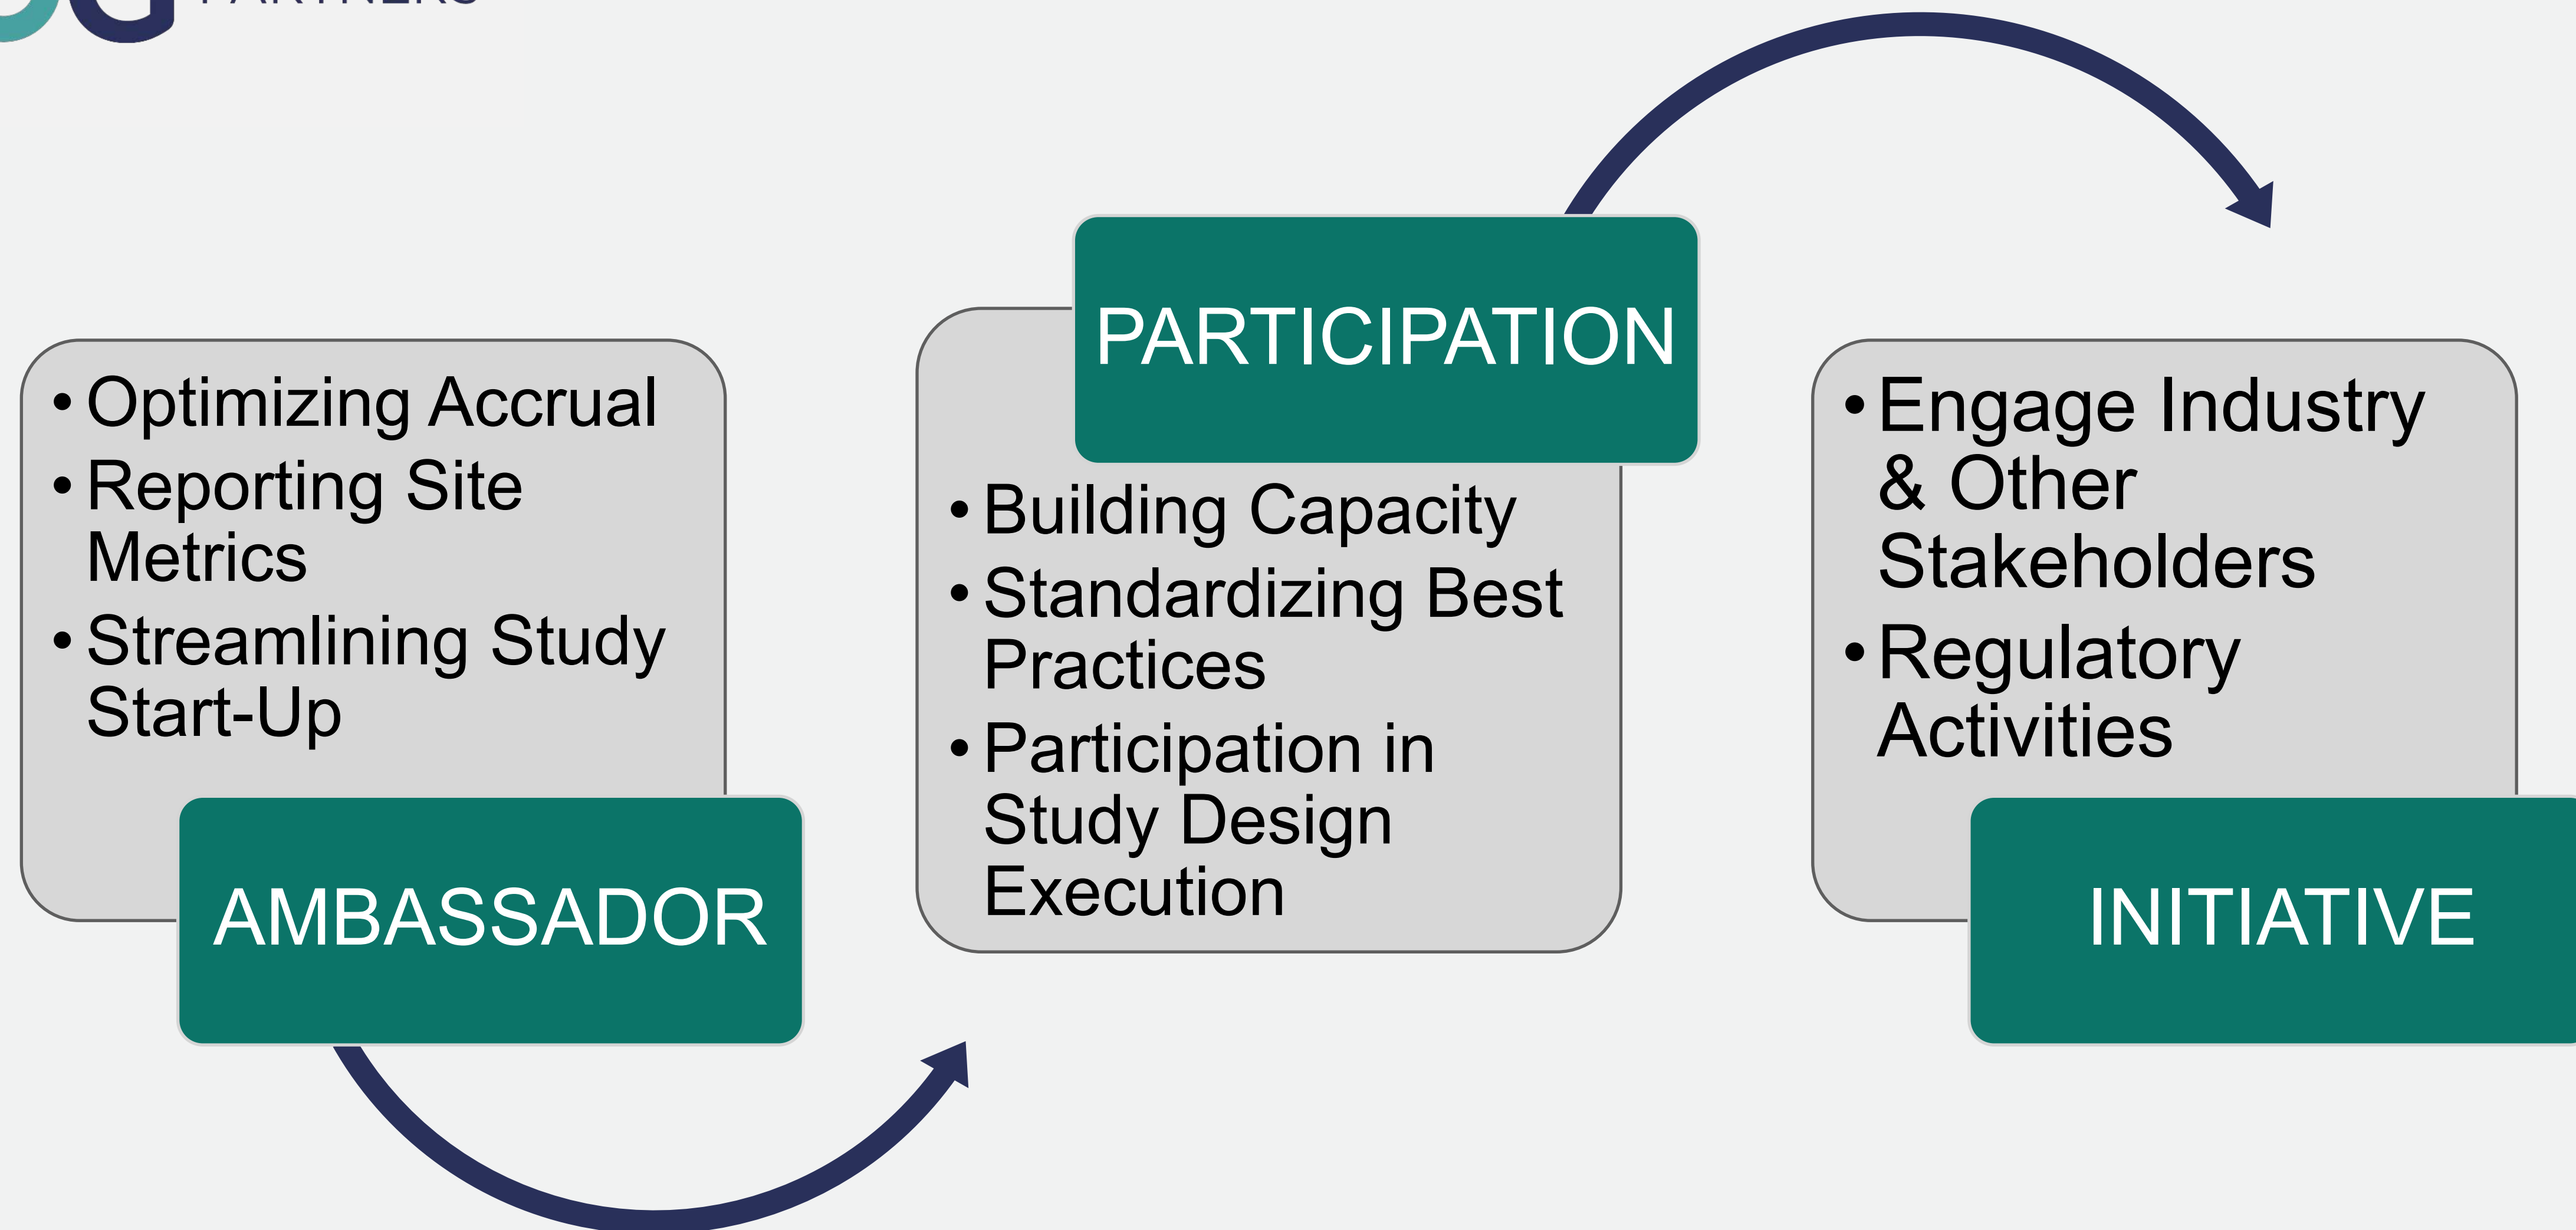 PARTNERS
• Optimizing Accrual
• Reporting Site
Metrics
• Streamlining Study
Start-Up
AMBASSADOR
PARTICIPATION
• Building Capacity
• Standardizing Best
Practices
• Participation in
Study Design
Execution
• Engage Industry
& Other
Stakeholders
• Regulatory
Activities
INITIATIVE